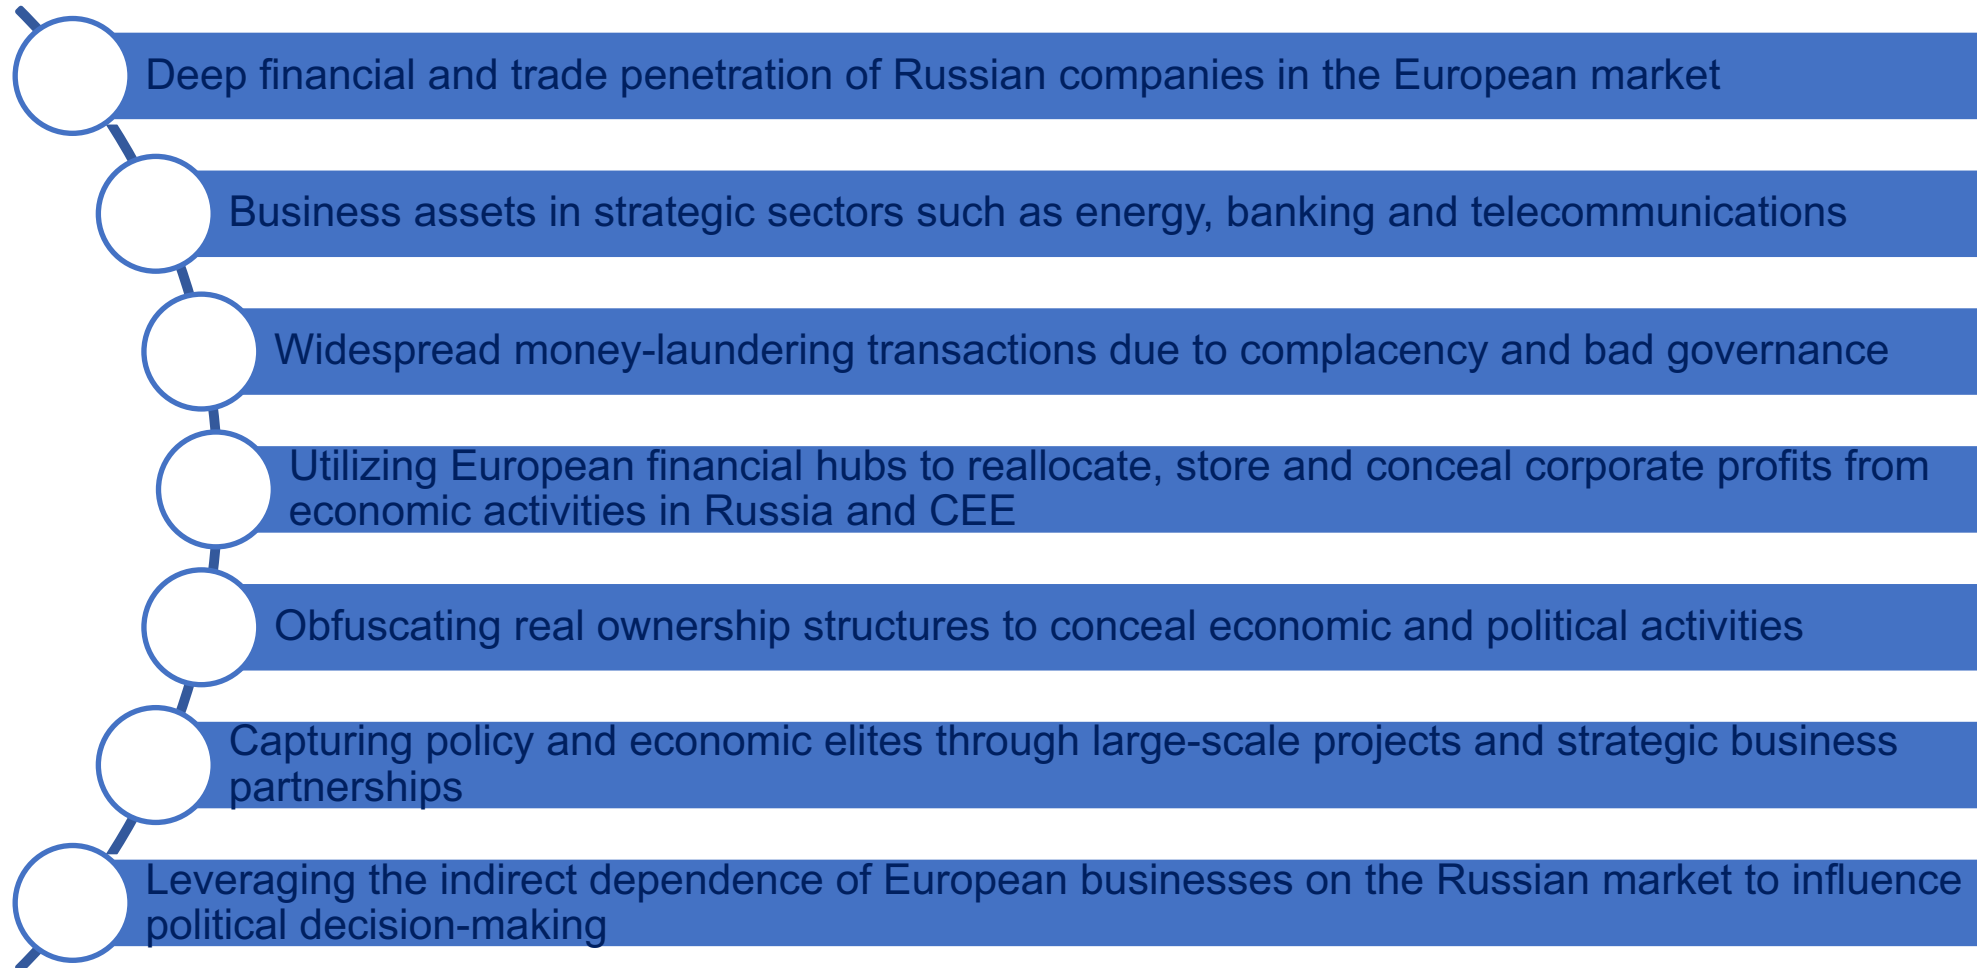 Deep financial and trade penetration of Russian companies in the European market
Business assets in strategic sectors such as energy, banking and telecommunications
Widespread money-laundering transactions due to complacency and bad governance
Utilizing European financial hubs to reallocate, store and conceal corporate profits from
economic activities in Russia and CEE
Obfuscating real ownership structures to conceal economic and political activities
Capturing policy and economic elites through large-scale projects and strategic business
partnerships
Leveraging the indirect dependence of European businesses on the Russian market to influence
political decision-making